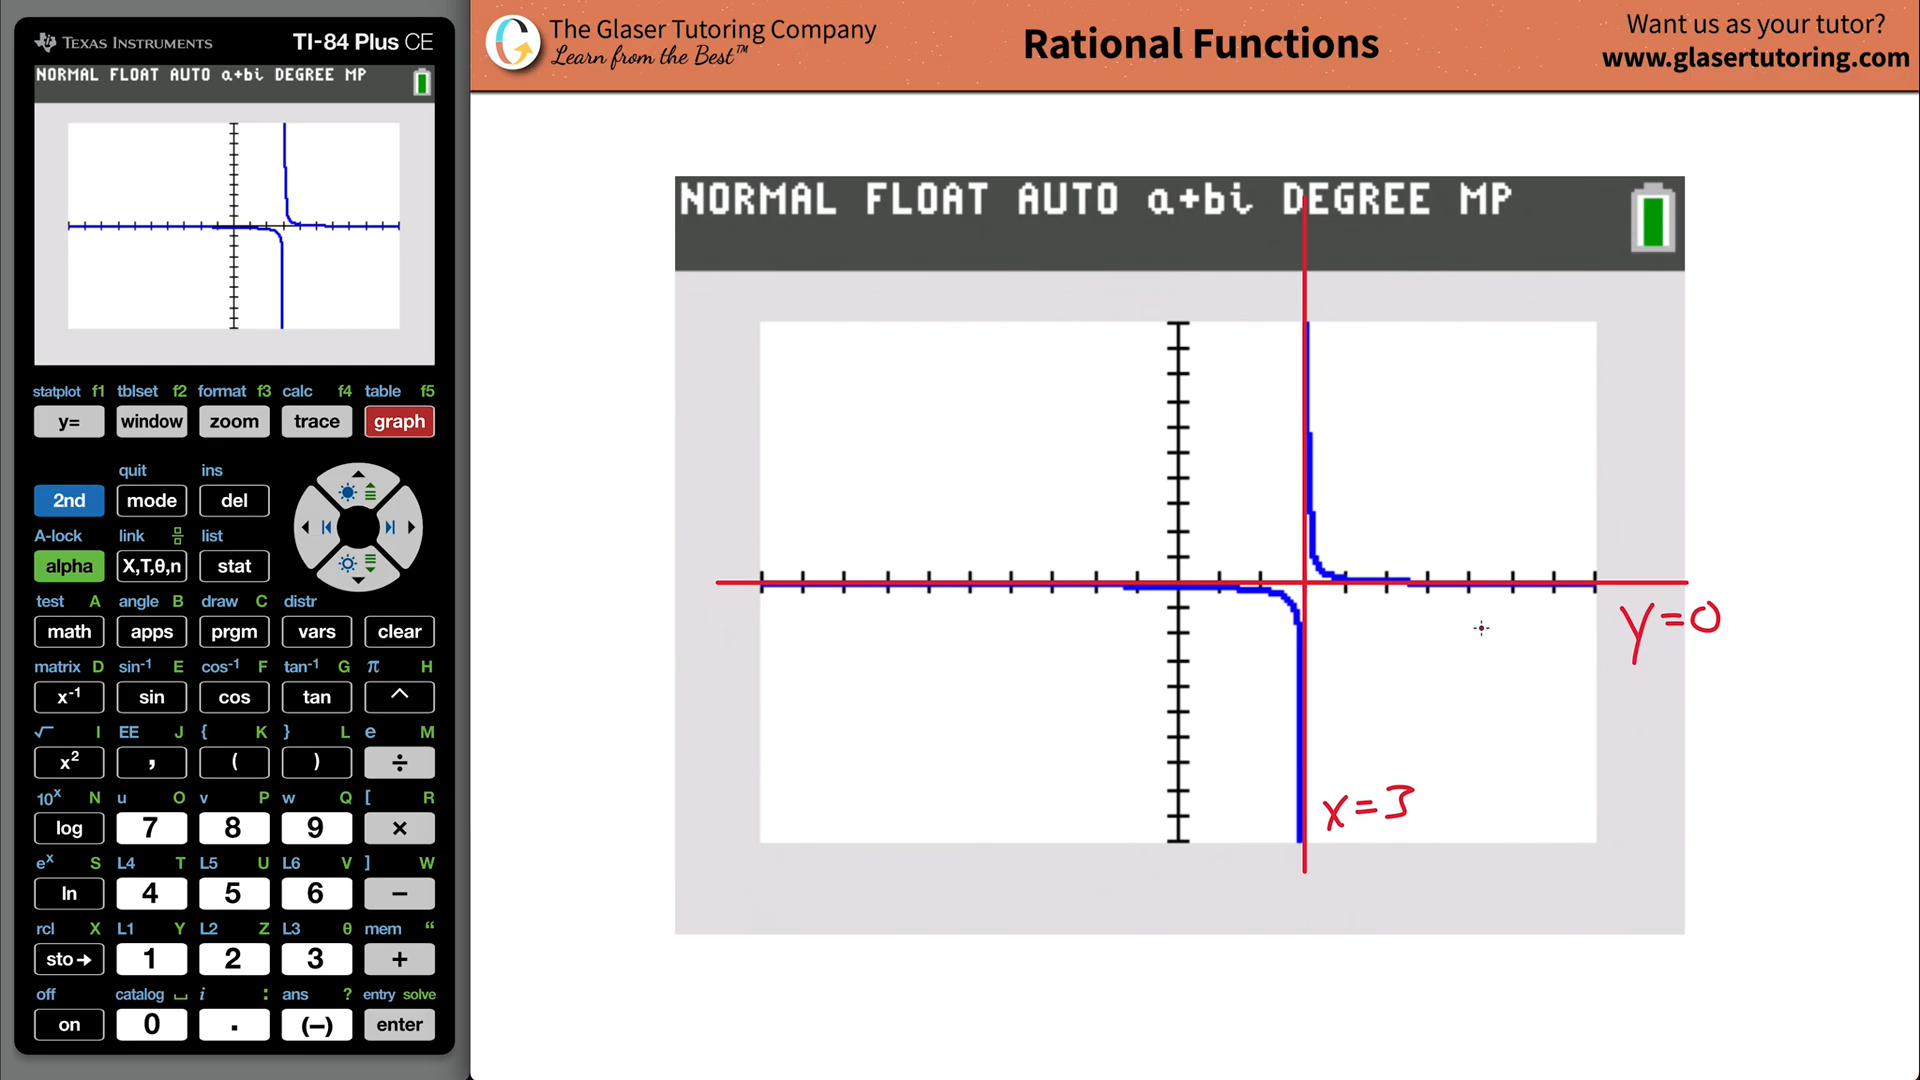 TEXAS INSTRUMENTS TI-84 Plus CE
NORMAL FLOAT AUTO a+bi DEGREE MP
statplot f1 tblset f2 format f3 calc f4 table f5
y= window zoom trace graph
quit ins
2nd mode del
A-lock link list
alpha X,T,θ,n stat
test A angle B draw C distr
math apps prgm vars clear
matrix D sin⁻¹ E cos⁻¹ F tan⁻¹ G π H
x⁻¹ sin cos tan ^
√ I EE J { K } L e M
x² , ( ) ÷
10ˣ N u O v P w Q [ R
log 7 8 9 ×
eˣ S L4 T L5 U L6 V ] W
ln 4 5 6 −
rcl X L1 Y L2 Z L3 θ mem “
sto→ 1 2 3 +
off catalog ⎵ i : ans ? entry solve
on 0 . (−) enter
The Glaser Tutoring Company
Learn from the Best™
Rational Functions
Want us as your tutor?
www.glasertutoring.com
NORMAL FLOAT AUTO a+bi DEGREE MP
y=0
x=3